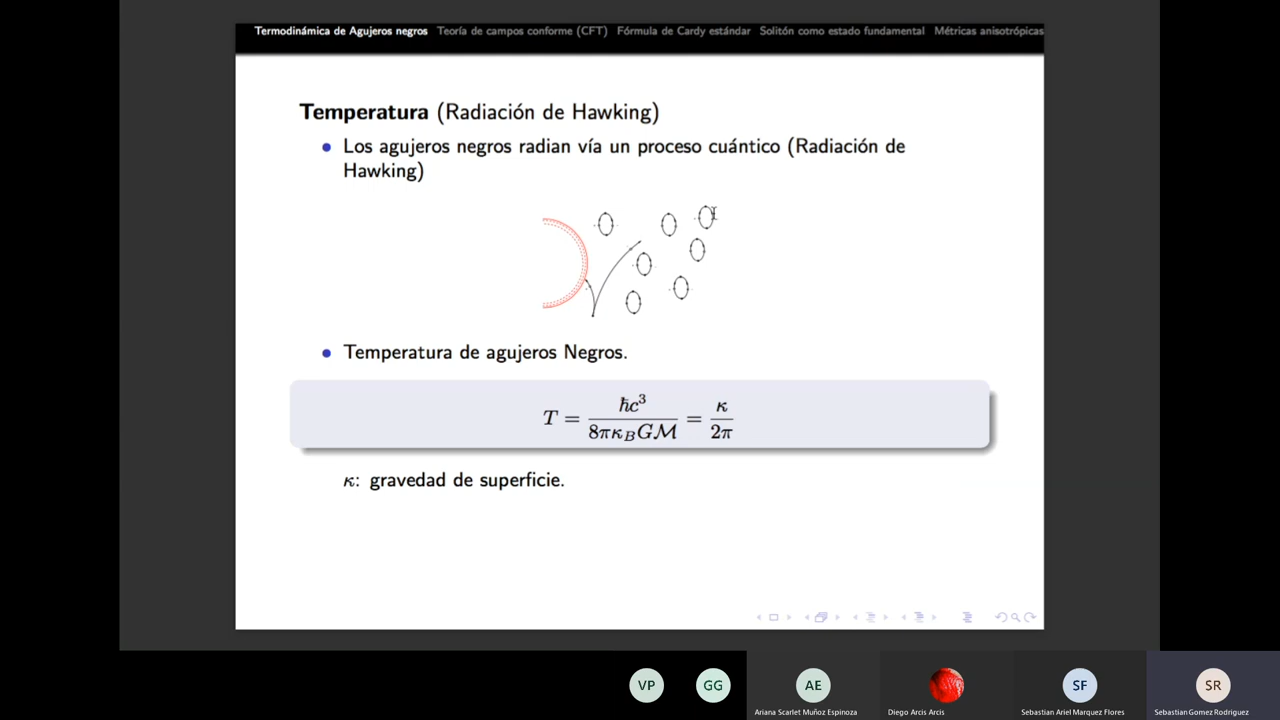 Termodinámica de Agujeros negros Teoría de campos conforme (CFT) Fórmula de Cardy estándar Solitón como estado fundamental Métricas anisotrópicas
Temperatura (Radiación de Hawking)
Los agujeros negros radian vía un proceso cuántico (Radiación de
Hawking)
Temperatura de agujeros Negros.
T = ħc³ / 8πκ_B G𝓜 = κ / 2π
κ: gravedad de superficie.
VP GG AE SF SR
Ariana Scarlet Muñoz Espinoza Diego Arcis Arcis Sebastian Ariel Marquez Flores Sebastian Gomez Rodriguez